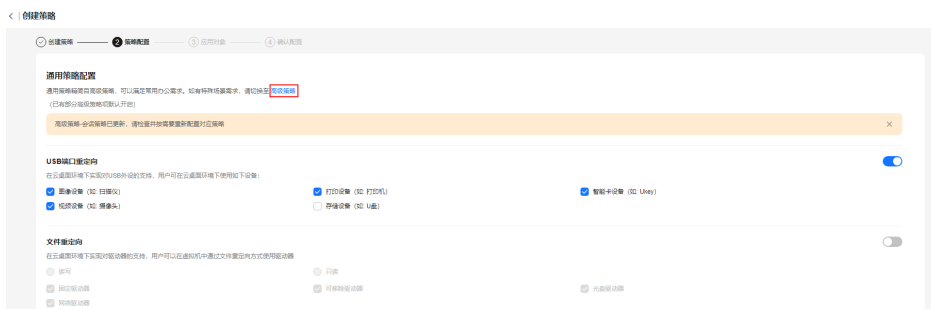 < | 创建策略
创建策略 2 策略配置 3 应用对象 4 确认配置
通用策略配置
通用策略精简自高级策略，可以满足常用办公需求。如有特殊场景需求，请切换至 高级策略
（已有部分高级策略项默认开启）
高级策略-会话策略已更新，请检查并按需要重新配置对应策略 ×
USB端口重定向
在云桌面环境下实现对USB外设的支持，用户可在云桌面环境下使用如下设备：
图像设备（如: 扫描仪） 打印设备（如: 打印机） 智能卡设备（如: Ukey）
视频设备（如: 摄像头） 存储设备（如: U盘）
文件重定向
在云桌面环境下实现对驱动器的支持，用户可以在虚拟机中通过文件重定向方式使用驱动器
读写 只读
固定驱动器 可移除驱动器 光盘驱动器
网络驱动器